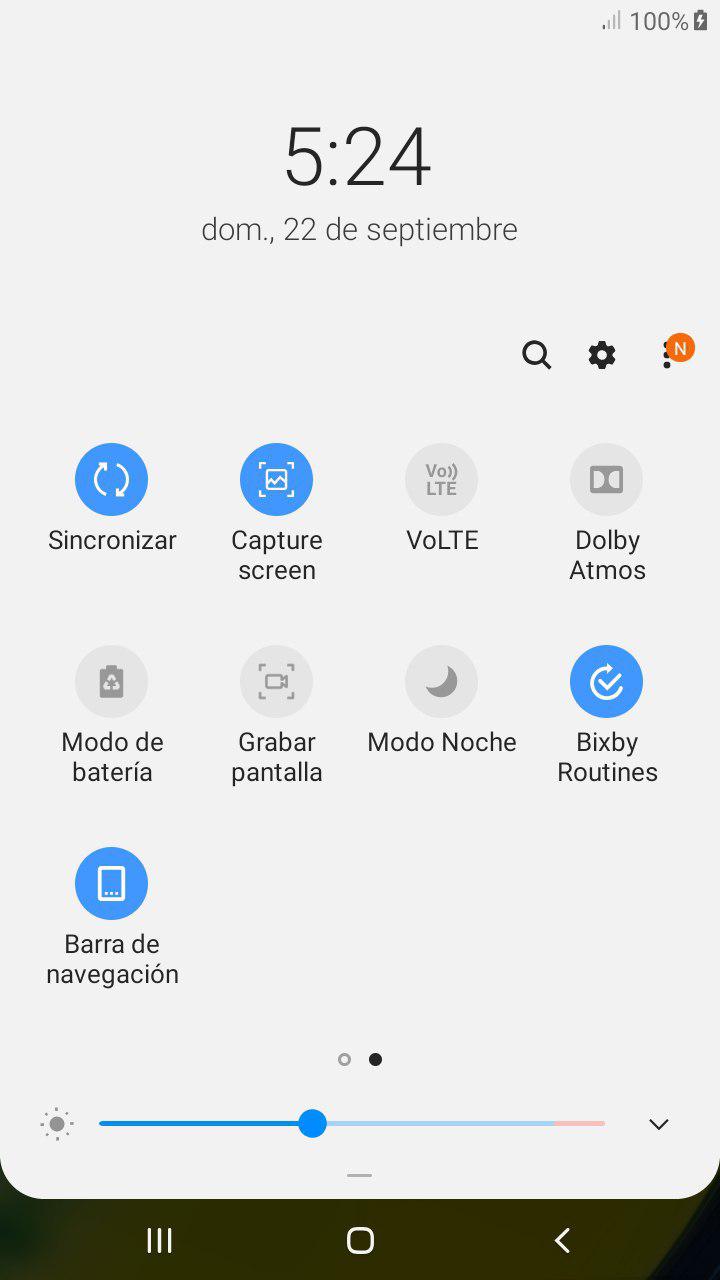 100%
5:24
dom., 22 de septiembre
N
Vo))
LTE
Sincronizar
Capture
screen
VoLTE
Dolby
Atmos
Modo de
batería
Grabar
pantalla
Modo Noche
Bixby
Routines
Barra de
navegación